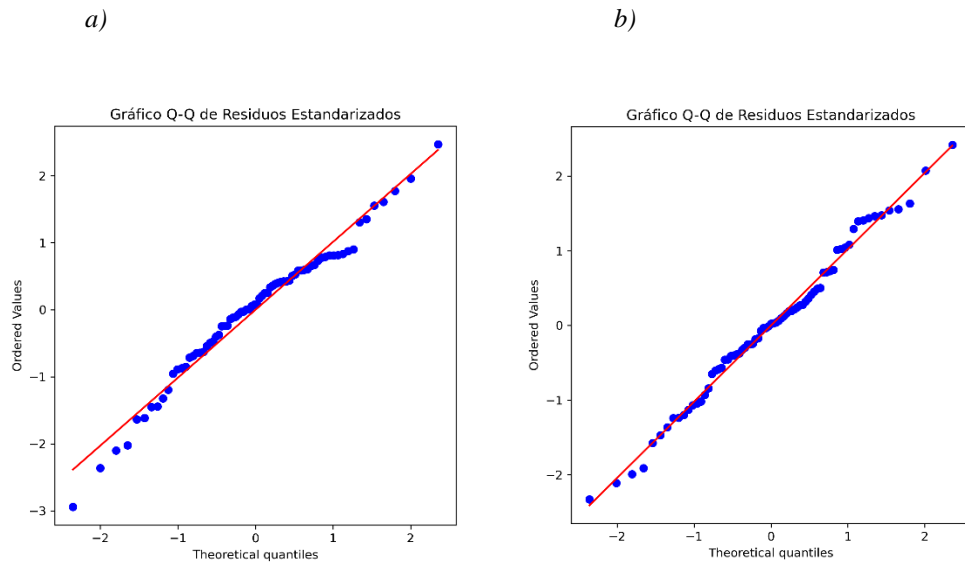 a)
b)
Gráfico Q-Q de Residuos Estandarizados
2
1
0
−1
−2
−3
Ordered Values
−2
−1
0
1
2
Theoretical quantiles
Gráfico Q-Q de Residuos Estandarizados
2
1
0
−1
−2
Ordered Values
−2
−1
0
1
2
Theoretical quantiles